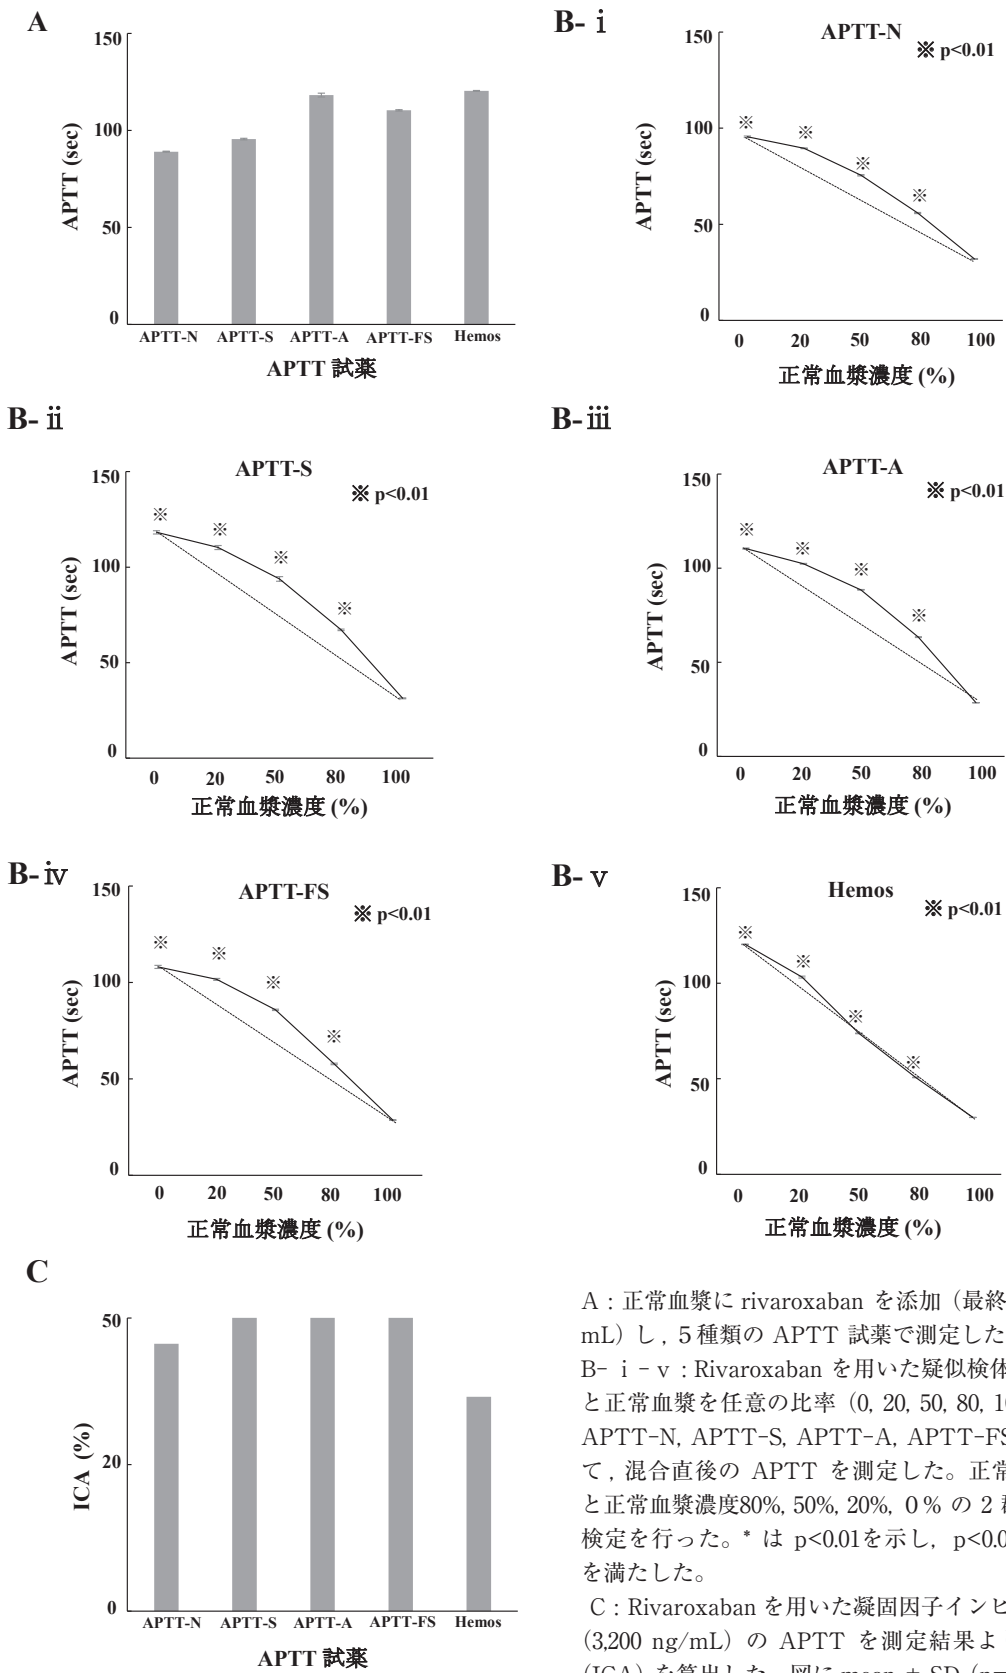 A
150
100
50
0
APTT (sec)
APTT-N APTT-S APTT-A APTT-FS Hemos
APTT 試薬
B- ⅰ
APTT-N
※ p<0.01
150
100
50
0
APTT (sec)
※ ※ ※ ※
0 20 50 80 100
正常血漿濃度 (%)
B- ⅱ
APTT-S
※ p<0.01
150
100
50
0
APTT (sec)
※ ※ ※ ※
0 20 50 80 100
正常血漿濃度 (%)
B- ⅲ
APTT-A
※ p<0.01
150
100
50
0
APTT (sec)
※ ※ ※ ※
0 20 50 80 100
正常血漿濃度 (%)
B- ⅳ
APTT-FS
※ p<0.01
150
100
50
0
APTT (sec)
※ ※ ※ ※
0 20 50 80 100
正常血漿濃度 (%)
B- ⅴ
Hemos
※ p<0.01
150
100
50
0
APTT (sec)
※ ※ ※ ※
0 20 50 80 100
正常血漿濃度 (%)
C
50
20
0
ICA (%)
APTT-N APTT-S APTT-A APTT-FS Hemos
APTT 試薬
A : 正常血漿に rivaroxaban を添加（最終
mL）し , 5種類の APTT 試薬で測定した
B- ⅰ - ⅴ : Rivaroxaban を用いた疑似検体
と正常血漿を任意の比率（0, 20, 50, 80,
APTT-N, APTT-S, APTT-A, APTT-FS
て , 混合直後の APTT を測定した。正常
と正常血漿濃度80%, 50%, 20%, 0 % の 2
検定を行った。* は p<0.01を示し, p<0.0
を満たした。
C : Rivaroxaban を用いた凝固因子インヒ
(3,200 ng/mL) の APTT を測定結果よ
(ICA) を算出した。図に mean ± SD